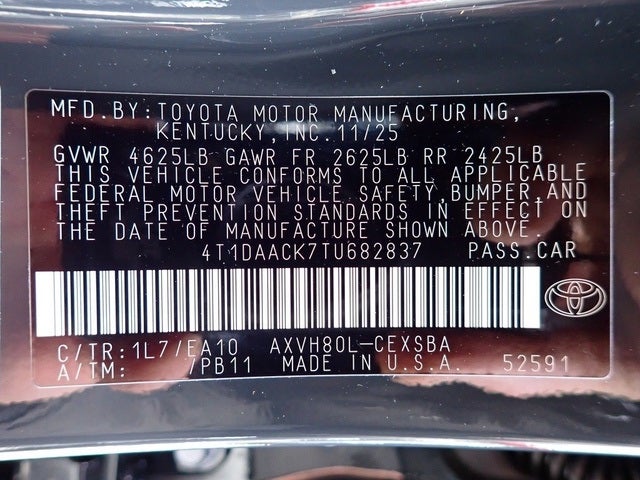 MFD.BY:TOYOTA MOTOR MANUFACTURING,
KENTUCKY,INC.11/25
GVWR 4625LB GAWR FR 2625LB RR 2425LB
THIS VEHICLE CONFORMS TO ALL APPLICABLE
FEDERAL MOTOR VEHICLE SAFETY,BUMPER,AND
THEFT PREVENTION STANDARDS IN EFFECT ON
THE DATE OF MANUFACTURE SHOWN ABOVE.
4T1DAACK7TU682837 PASS.CAR
C/TR:1L7/EA10 AXVH80L-CEXSBA
A/TM: /PB11 MADE IN U.S.A. 52591